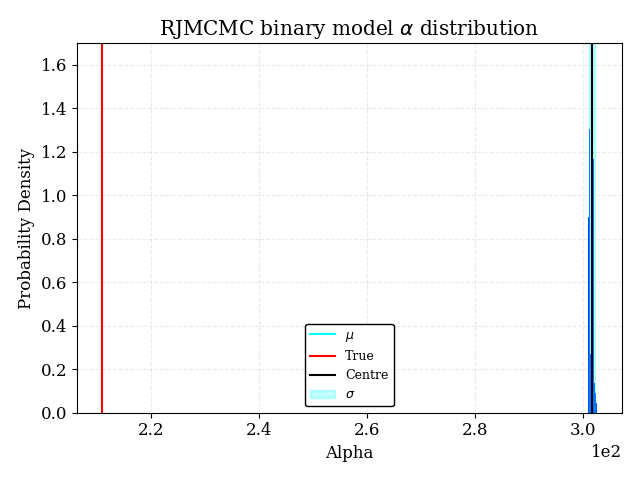 RJMCMC binary model α distribution
Probability Density
1.6
1.4
1.2
1.0
0.8
0.6
0.4
0.2
0.0
μ
True
Centre
σ
2.2 2.4 2.6 2.8 3.0
1e2
Alpha